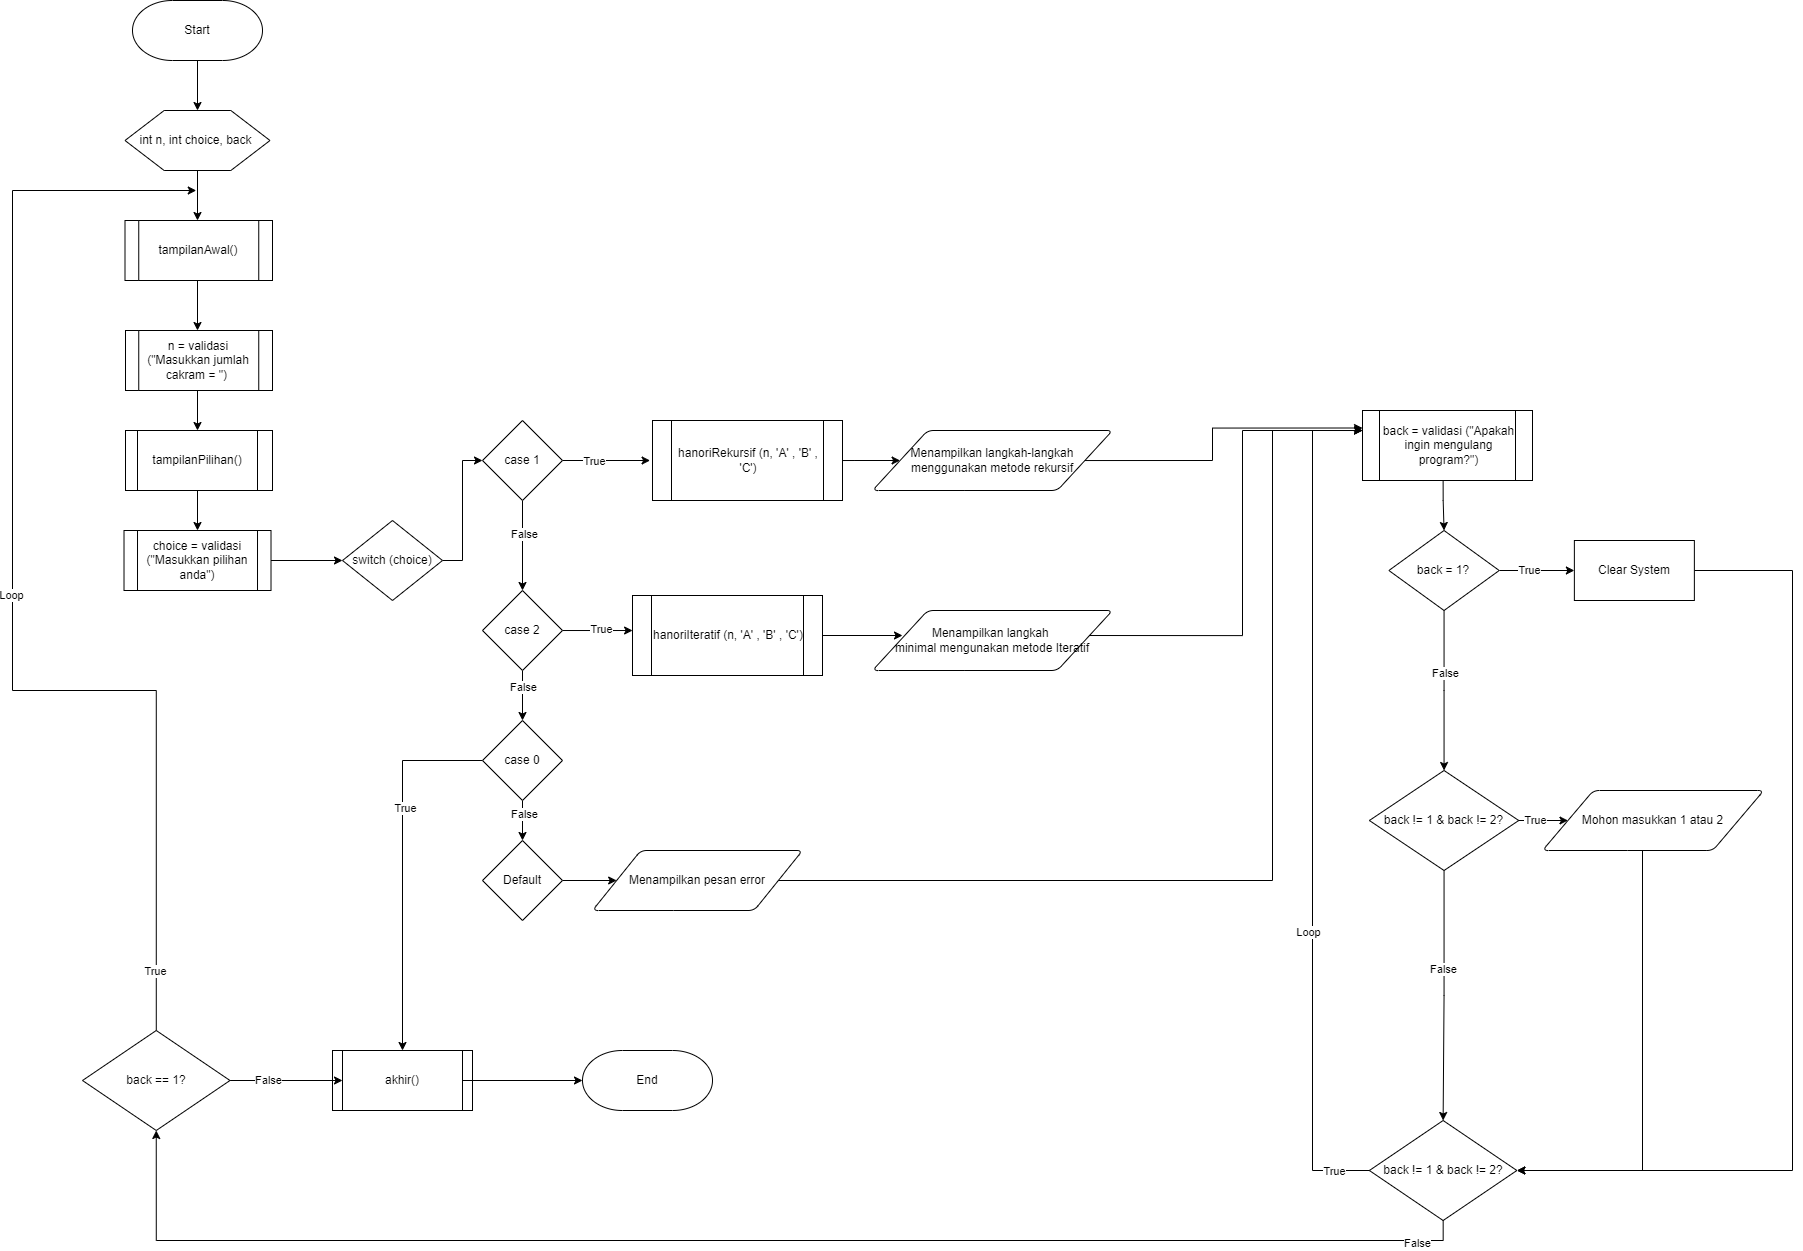 Start
int n, int choice, back
tampilanAwal()
n = validasi
("Masukkan jumlah
cakram = ")
tampilanPilihan()
choice = validasi
("Masukkan pilihan
anda")
switch (choice)
Loop
case 1
True
hanoriRekursif (n, 'A' , 'B' ,
'C')
Menampilkan langkah-langkah
menggunakan metode rekursif
False
case 2
True
hanoriIteratif (n, 'A' , 'B' , 'C')
Menampilkan langkah
minimal mengunakan metode Iteratif
False
case 0
True
False
Default
Menampilkan pesan error
back = validasi ("Apakah
ingin mengulang
program?")
back = 1?
True
Clear System
False
back != 1 & back != 2?
True
Mohon masukkan 1 atau 2
False
Loop
back != 1 & back != 2?
True
False
True
back == 1?
False
akhir()
End